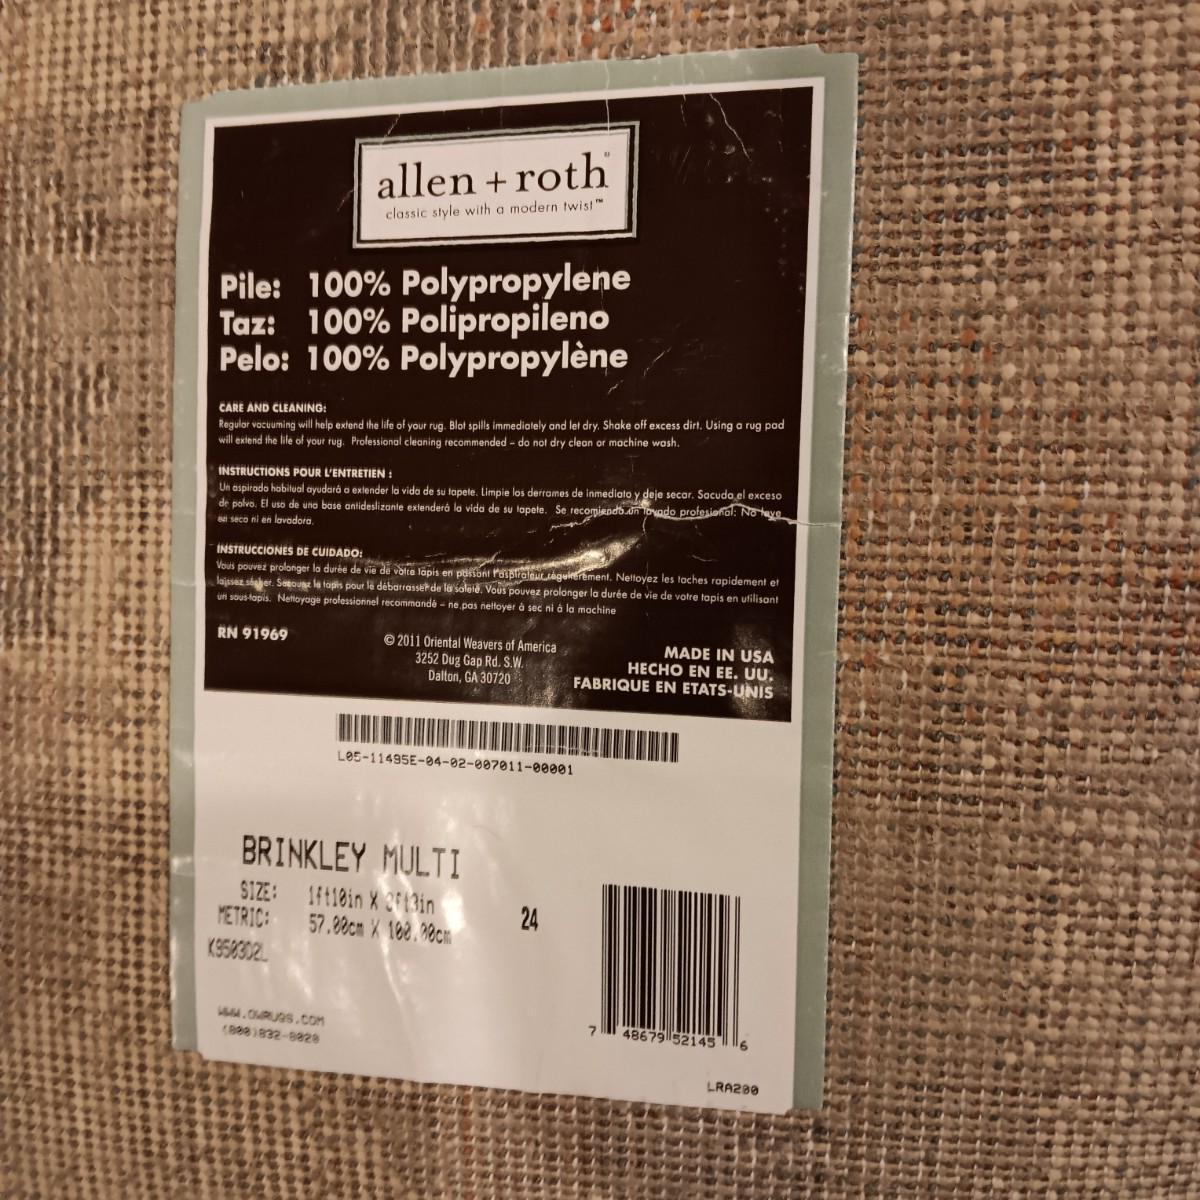 allen + roth®
classic style with a modern twist™
Pile: 100% Polypropylene
Taz: 100% Polipropileno
Pelo: 100% Polypropylène
CARE AND CLEANING:
Regular vacuuming will help extend the life of your rug. Blot spills immediately and let dry. Shake off excess dirt. Using a rug pad
will extend the life of your rug. Professional cleaning recommended – do not dry clean or machine wash.
INSTRUCTIONS POUR L'ENTRETIEN :
Un aspirado habitual ayudará a extender la vida de su tapete. Limpie los derrames de inmediato y deje secar. Sacuda el exceso
de polvo. El uso de una base antideslizante extenderá la vida de su tapete. Se recomienda un lavado profesional: No lave
en seco ni en lavadora.
INSTRUCCIONES DE CUIDADO:
Vous pouvez prolonger la durée de vie de votre tapis en passant l'aspirateur régulièrement. Nettoyez les taches rapidement et
laissez sécher. Secouez le tapis pour le débarrasser de la saleté. Vous pouvez prolonger la durée de vie de votre tapis en utilisant
un sous-tapis. Nettoyage professionnel recommandé – ne pas nettoyer à sec ni à la machine
RN 91969
© 2011 Oriental Weavers of America
3252 Dug Gap Rd. S.W.
Dalton, GA 30720
MADE IN USA
HECHO EN EE. UU.
FABRIQUE EN ETATS-UNIS
L05-11495E-04-02-007011-00001
BRINKLEY MULTI
SIZE: 1ft10in X 3ft3in
METRIC: 57.00cm X 100.00cm
24
K9503D2L
WWW.OWRUGS.COM
(800)832-8020
7 48679 52145 6
LRA200